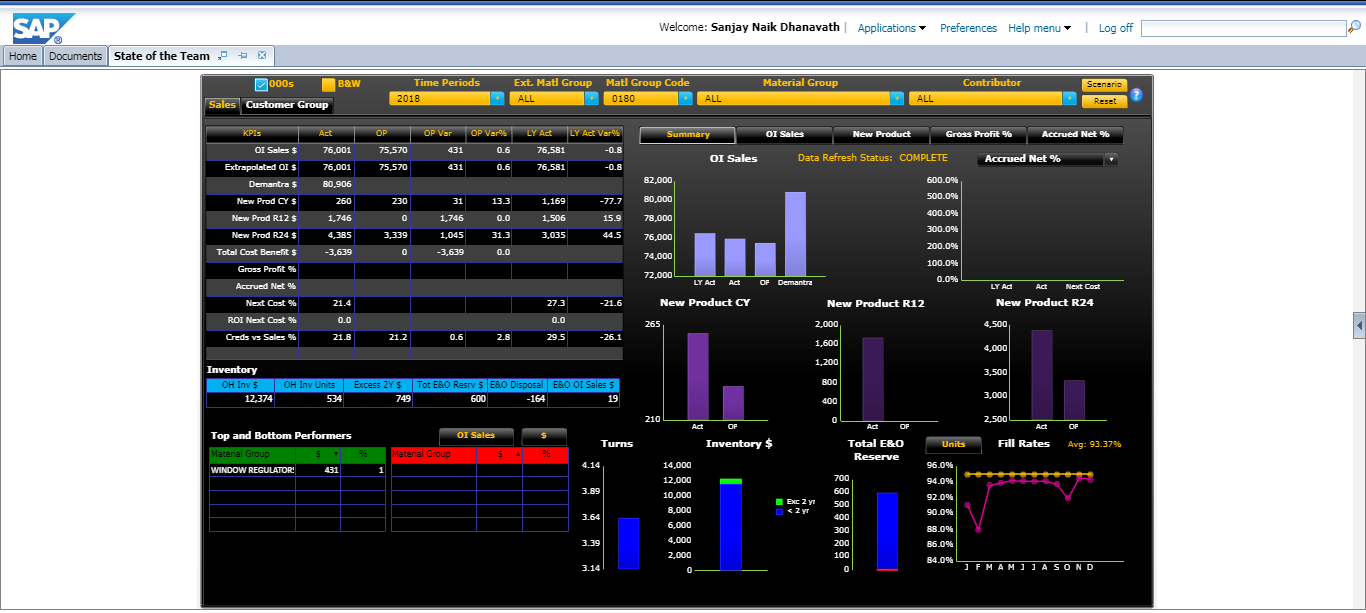 SAP ®
Welcome: Sanjay Naik Dhanavath | Applications Preferences Help menu | Log off
Home Documents State of the Team
000s B&W Time Periods Ext. Matl Group Matl Group Code Material Group Contributor Scenario
2018 ALL 0180 ALL ALL Reset ?
Sales Customer Group
KPIs Act OP OP Var OP Var% LY Act LY Act Var%
OI Sales $ 76,001 75,570 431 0.6 76,581 -0.8
Extrapolated OI $ 76,001 75,570 431 0.6 76,581 -0.8
Demantra $ 80,906
New Prod CY $ 260 230 31 13.3 1,169 -77.7
New Prod R12 $ 1,746 0 1,746 0.0 1,506 15.9
New Prod R24 $ 4,385 3,339 1,045 31.3 3,035 44.5
Total Cost Benefit $ -3,639 0 -3,639 0.0
Gross Profit %
Accrued Net %
Next Cost % 21.4 27.3 -21.6
ROI Next Cost % 0.0 0.0
Creds vs Sales % 21.8 21.2 0.6 2.8 29.5 -26.1
Inventory
OH Inv $ OH Inv Units Excess 2Y $ Tot E&O Resrv $ E&O Disposal E&O OI Sales $
12,374 534 749 600 -164 19
Top and Bottom Performers OI Sales $
Material Group $ % Material Group $ %
WINDOW REGULATORS 431 1
Summary OI Sales New Product Gross Profit % Accrued Net %
OI Sales Data Refresh Status: COMPLETE Accrued Net %
82,000
80,000
78,000
76,000
74,000
72,000
LY Act Act OP Demantra
600.0%
500.0%
400.0%
300.0%
200.0%
100.0%
0.0%
LY Act Act Next Cost
New Product CY
265
210
Act OP
New Product R12
2,000
1,600
1,200
800
400
0
Act OP
New Product R24
4,500
4,000
3,500
3,000
2,500
Act OP
Turns
4.14
3.89
3.64
3.39
3.14
Inventory $
14,000
12,000
10,000
8,000
6,000
4,000
2,000
0
Exc 2 yr
< 2 yr
Total E&O
Reserve
700
600
500
400
300
200
100
0
Units Fill Rates Avg: 93.37%
96.0%
94.0%
92.0%
90.0%
88.0%
86.0%
84.0%
J F M A M J J A S O N D